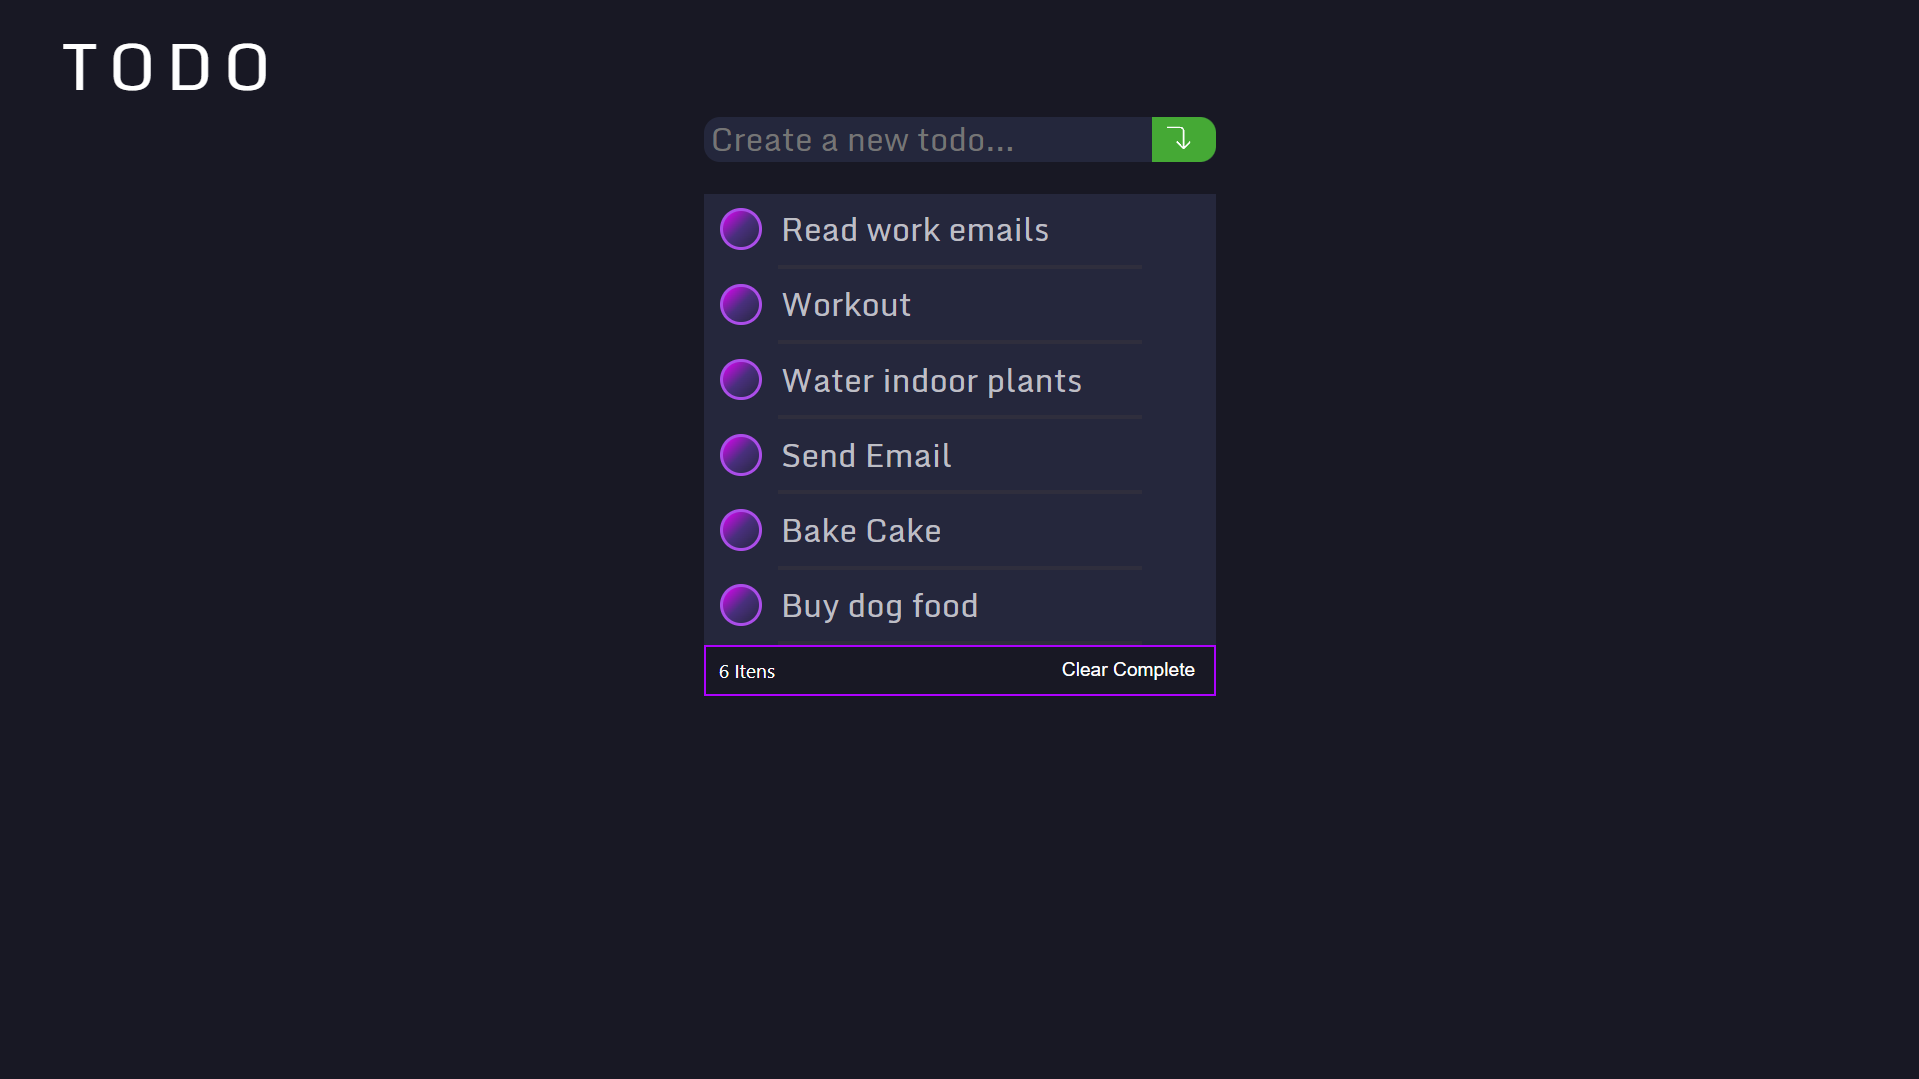 TODO
Create a new todo...
Read work emails
Workout
Water indoor plants
Send Email
Bake Cake
Buy dog food
6 Itens
Clear Complete